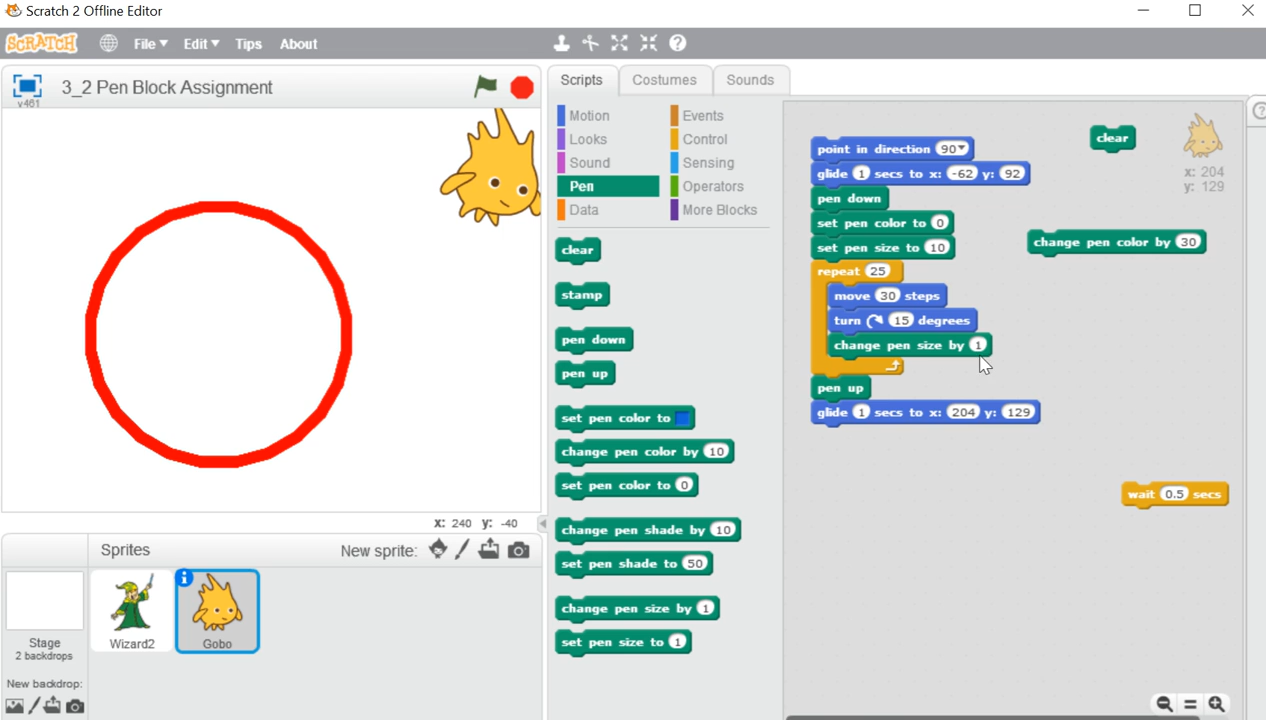 Scratch 2 Offline Editor
SCRATCH File Edit Tips About
v461
3_2 Pen Block Assignment
Scripts Costumes Sounds
Motion Events
Looks Control
Sound Sensing
Pen Operators
Data More Blocks
clear
stamp
pen down
pen up
set pen color to
change pen color by 10
set pen color to 0
change pen shade by 10
set pen shade to 50
change pen size by 1
set pen size to 1
point in direction 90
glide 1 secs to x: -62 y: 92
pen down
set pen color to 0
set pen size to 10
repeat 25
move 30 steps
turn 15 degrees
change pen size by 1
pen up
glide 1 secs to x: 204 y: 129
clear
x: 204
y: 129
change pen color by 30
wait 0.5 secs
x: 240 y: -40
Sprites New sprite:
Stage
2 backdrops
New backdrop:
Wizard2
Gobo